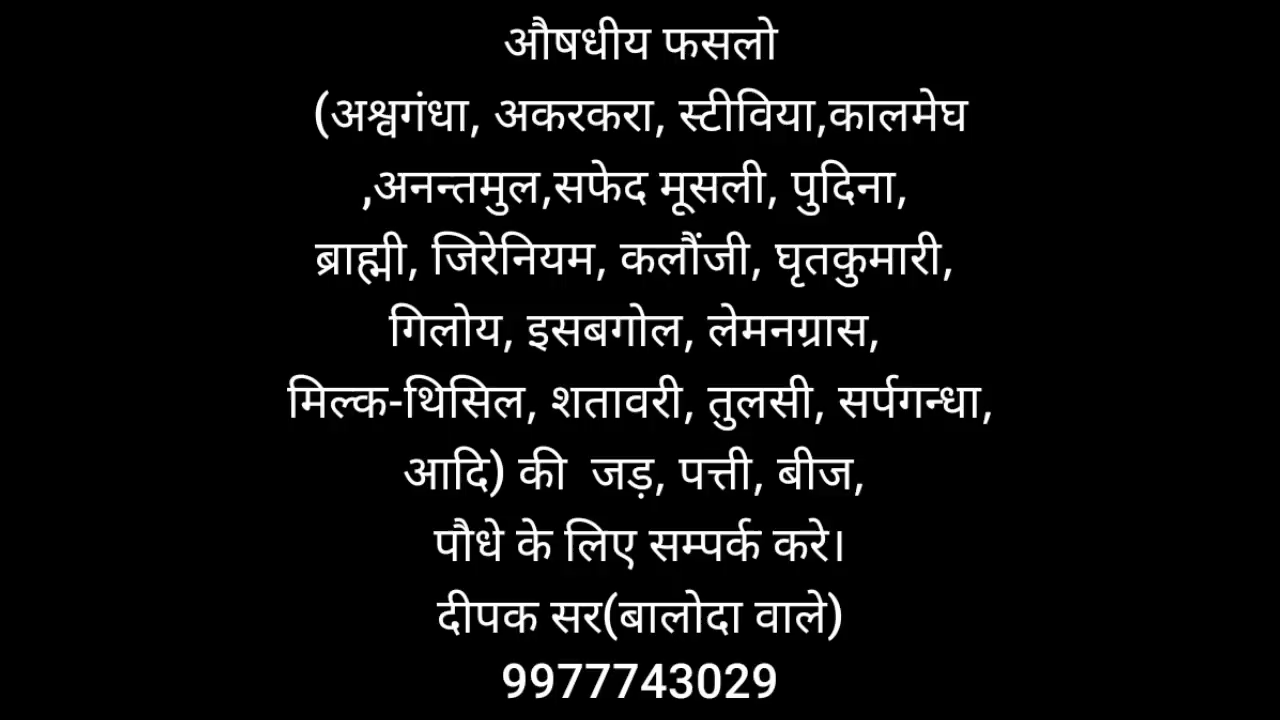 औषधीय फसलो
(अश्वगंधा, अकरकरा, स्टीविया,कालमेघ
,अनन्तमुल,सफेद मूसली, पुदिना,
ब्राह्मी, जिरेनियम, कलौंजी, घृतकुमारी,
गिलोय, इसबगोल, लेमनग्रास,
मिल्क-थिसिल, शतावरी, तुलसी, सर्पगन्धा,
आदि) की  जड़, पत्ती, बीज,
पौधे के लिए सम्पर्क करे।
दीपक सर(बालोदा वाले)
9977743029